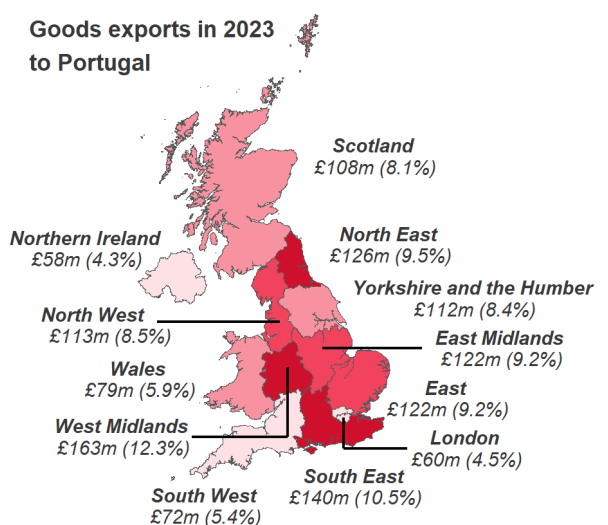 Goods exports in 2023
to Portugal
Scotland
£108m (8.1%)
Northern Ireland
£58m (4.3%)
North East
£126m (9.5%)
Yorkshire and the Humber
£112m (8.4%)
North West
£113m (8.5%)
East Midlands
£122m (9.2%)
Wales
£79m (5.9%)
East
£122m (9.2%)
West Midlands
£163m (12.3%)
London
£60m (4.5%)
South East
£140m (10.5%)
South West
£72m (5.4%)